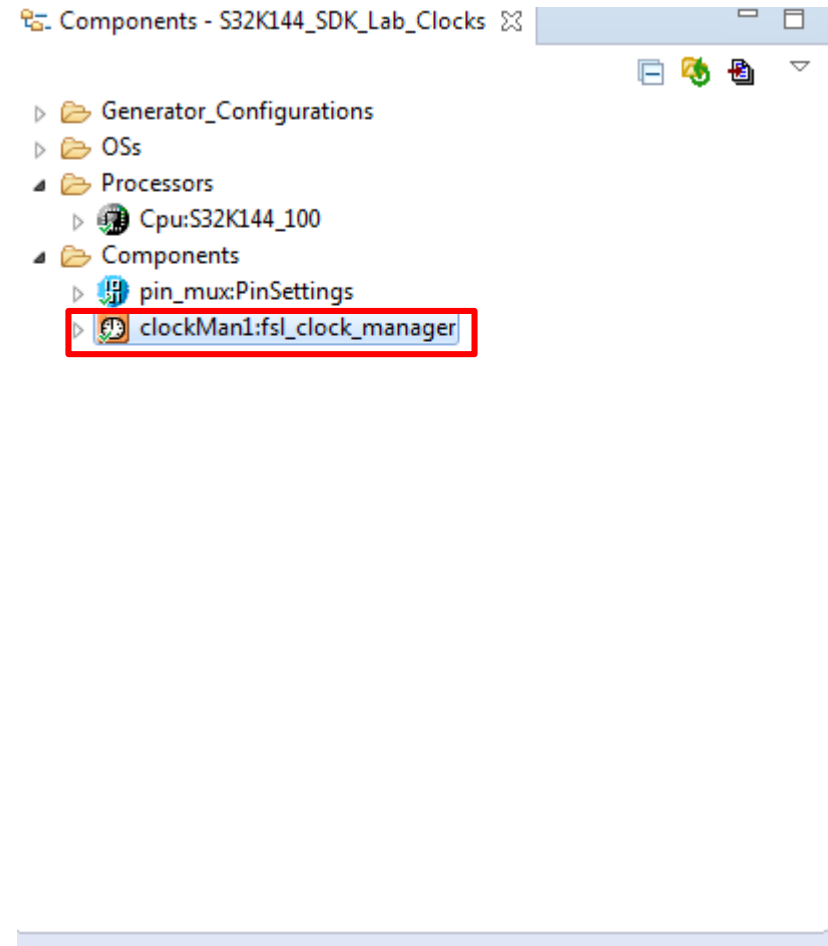 Components - S32K144_SDK_Lab_Clocks
Generator_Configurations
OSs
Processors
Cpu:S32K144_100
Components
pin_mux:PinSettings
clockMan1:fsl_clock_manager